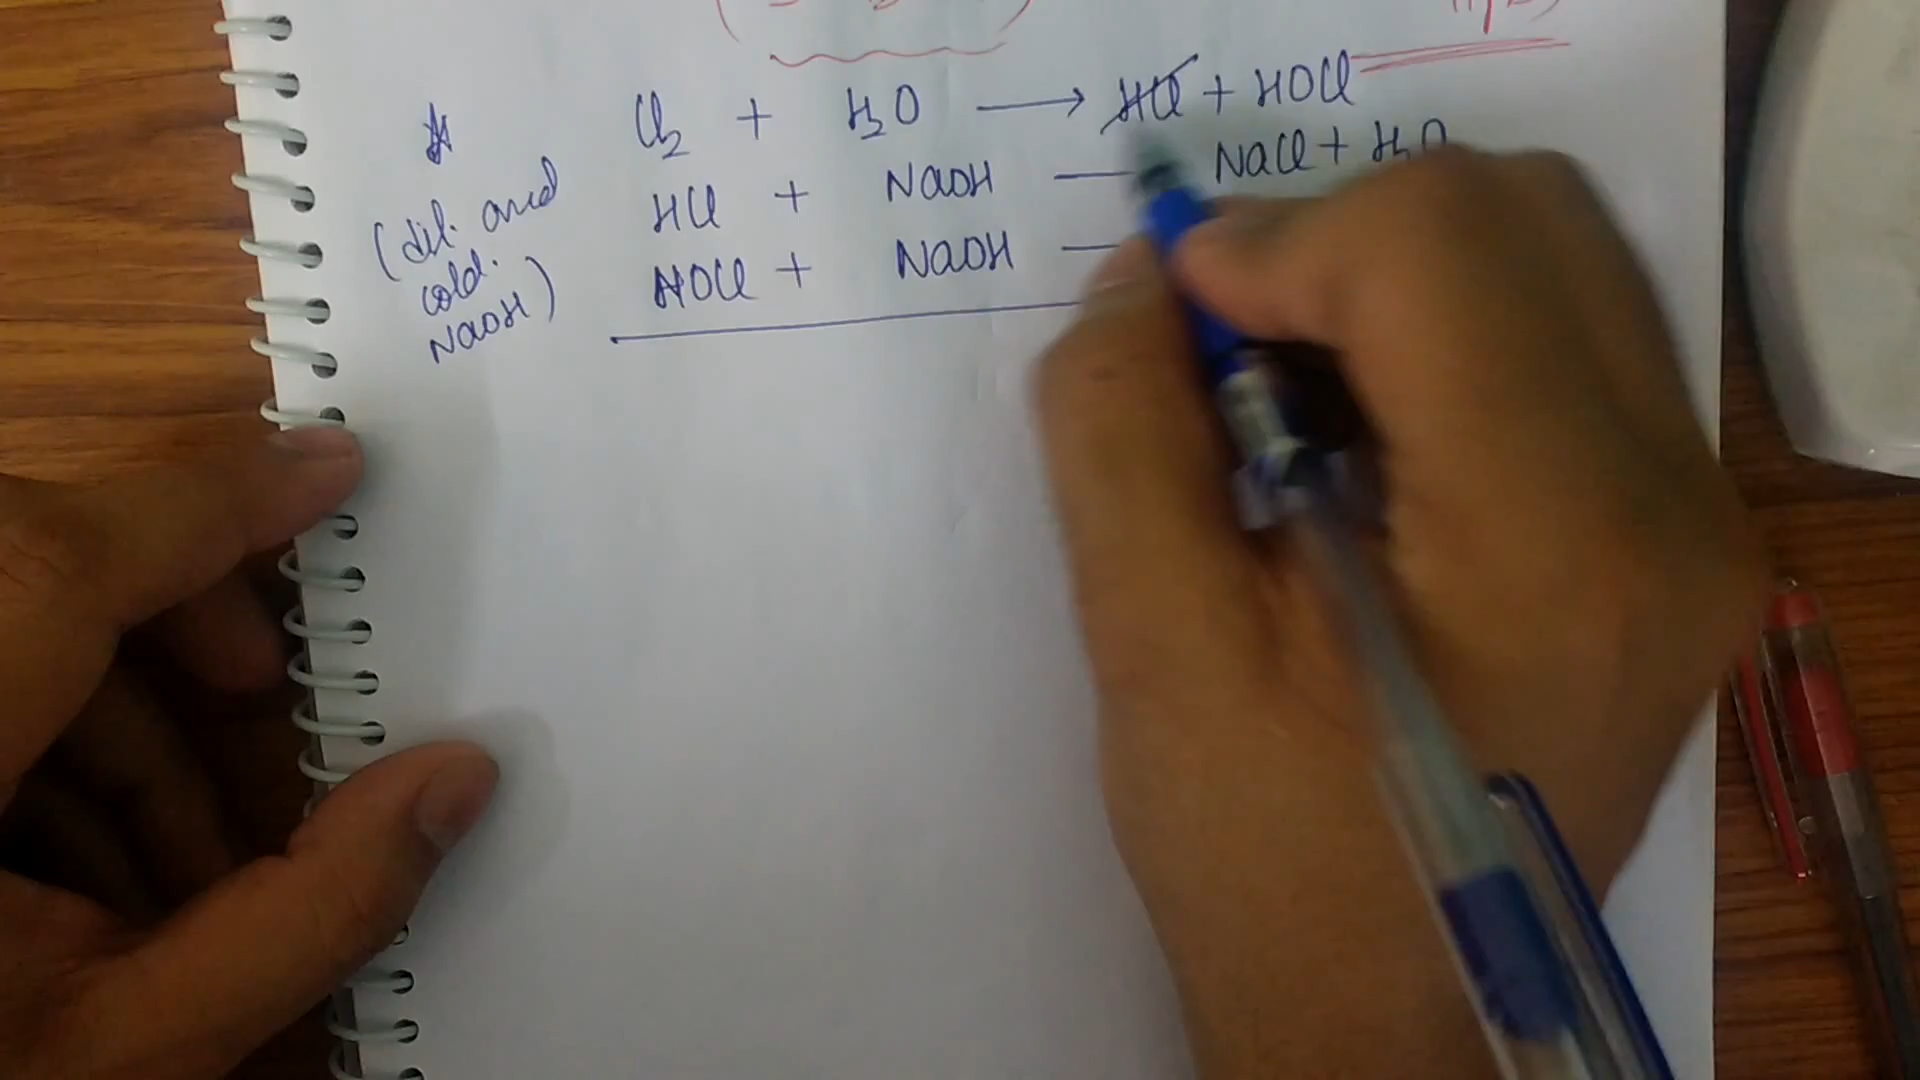 Cl₂ + H₂O ⟶ HCl + HOCl
HCl + NaOH — NaCl + H₂O
HOCl + NaOH —
(dil. and
cold.
NaOH)